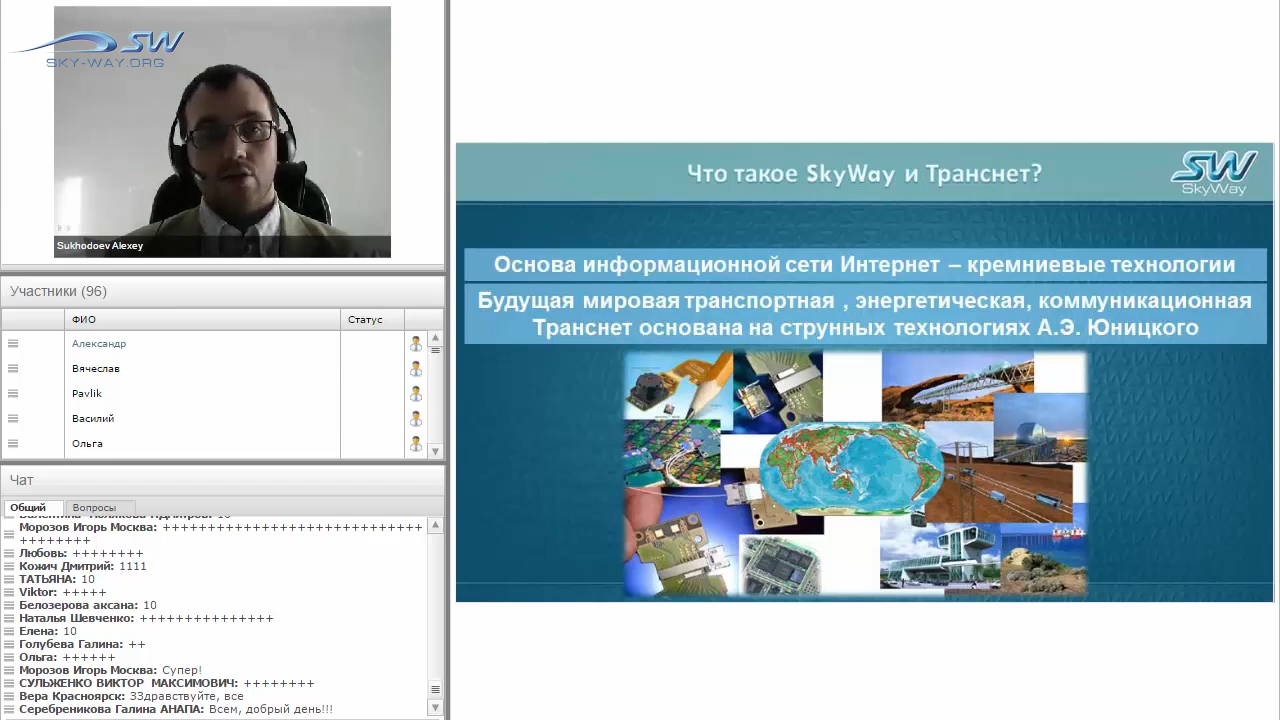 SW
SKY-WAY.ORG
Sukhodoev Alexey
Участники (96)
ФИО
Статус
Александр
Вячеслав
Pavlik
Василий
Ольга
Чат
Общий
Вопросы
Морозов Игорь Москва: +++++++++++++++++++++++++++++
++++++++
Любовь: ++++++++
Кожич Дмитрий: 1111
ТАТЬЯНА: 10
Viktor: +++++
Белозерова аксана: 10
Наталья Шевченко: +++++++++++++++
Елена: 10
Голубева Галина: ++
Ольга: ++++++
Морозов Игорь Москва: Супер!
СУЛЬЖЕНКО ВИКТОР МАКСИМОВИЧ: ++++++++
Вера Красноярск: ЗЗдравствуйте, все
Серебреникова Галина АНАПА: Всем, добрый день!!!
Что такое SkyWay и Транснет?
SW
SkyWay
Основа информационной сети Интернет – кремниевые технологии
Будущая мировая транспортная , энергетическая, коммуникационная
Транснет основана на струнных технологиях А.Э. Юницкого